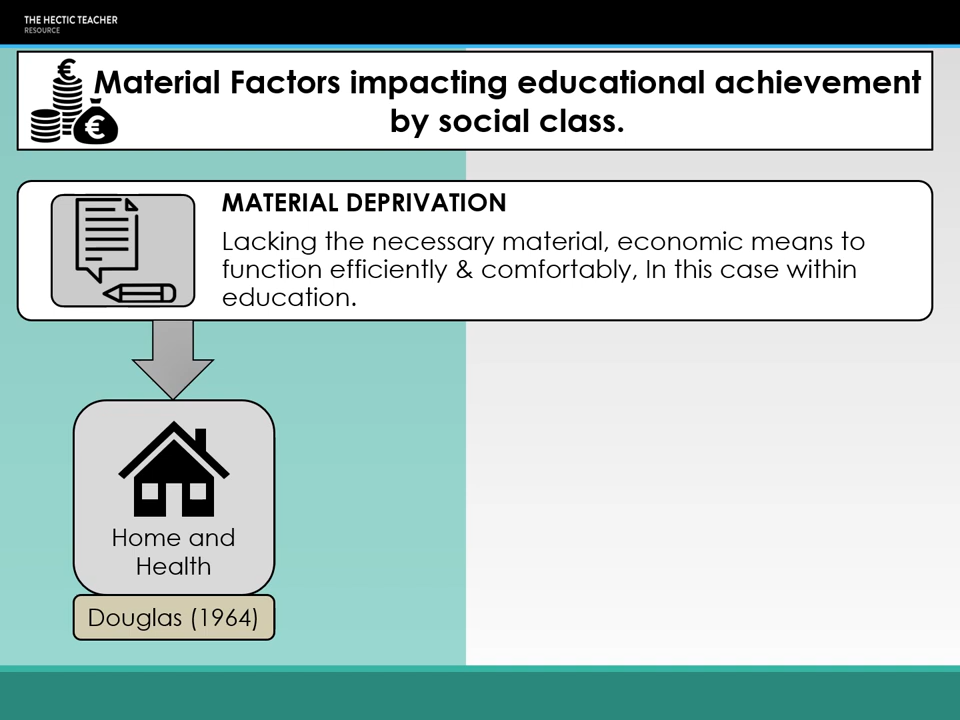 THE HECTIC TEACHER
RESOURCE
Material Factors impacting educational achievement
by social class.
MATERIAL DEPRIVATION
Lacking the necessary material, economic means to
function efficiently & comfortably, In this case within
education.
Home and
Health
Douglas (1964)